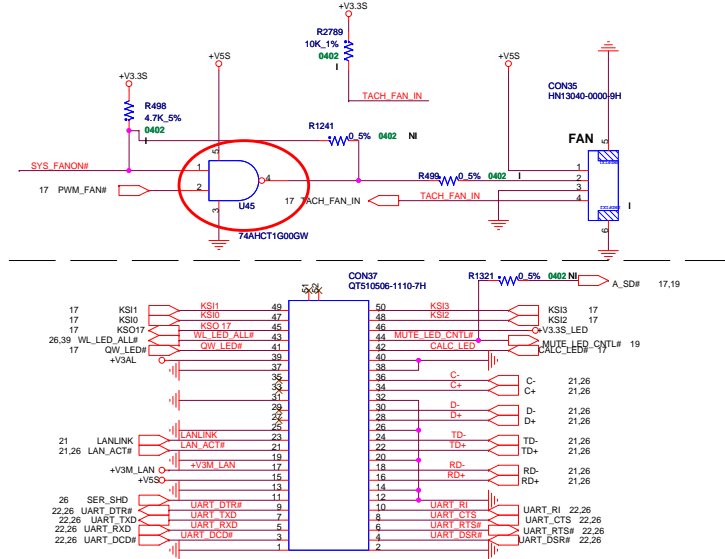 +V3.3S
R2789
10K_1%
0402
I
TACH_FAN_IN
+V5S
+V5S
+V3.3S
R498
4.7K_5%
0402
I
CON35
HN13040-0000-9H
R1241
0_5% 0402 NI
FAN
SYS_FANON#
17 PWM_FAN#
1
2
5
3
4
U45
74AHCT1G00GW
R499 0_5% 0402 I
17 TACH_FAN_IN
TACH_FAN_IN
5
1
2
3
4
6
I
CON37
QT510506-1110-7H
R1321 0_5% 0402 NI
A_SD# 17,19
51 52
17 KSI1 KSI1 49 50 KSI3 KSI3 17
17 KSI0 KSI0 47 48 KSI2 KSI2 17
17 KSO17 KSO 17 45 46 +V3.3S_LED
26,39 WL_LED_ALL# WL_LED_ALL# 43 44 MUTE_LED_CNTL# MUTE_LED_CNTL# 19
17 QW_LED# QW_LED# 41 42 CALC_LED CALC_LED# 17
+V3AL 39 40
37 38
35 36 C- C- 21,26
33 34 C+ C+ 21,26
31 32
29 30 D- D- 21,26
27 28 D+ D+ 21,26
25 26
21 LANLINK LANLINK 23 24 TD- TD- 21,26
21,26 LAN_ACT# LAN_ACT# 21 22 TD+ TD+ 21,26
19 20
+V3M_LAN +V3M_LAN 17 18 RD- RD- 21,26
+V5S 15 16 RD+ RD+ 21,26
13 14
26 SER_SHD 11 12
22,26 UART_DTR# UART_DTR# 9 10 UART_RI UART_RI 22,26
22,26 UART_TXD UART_TXD 7 8 UART_CTS UART_CTS 22,26
22,26 UART_RXD UART_RXD 5 6 UART_RTS# UART_RTS# 22,26
22,26 UART_DCD# UART_DCD# 3 4 UART_DSR# UART_DSR# 22,26
1 2